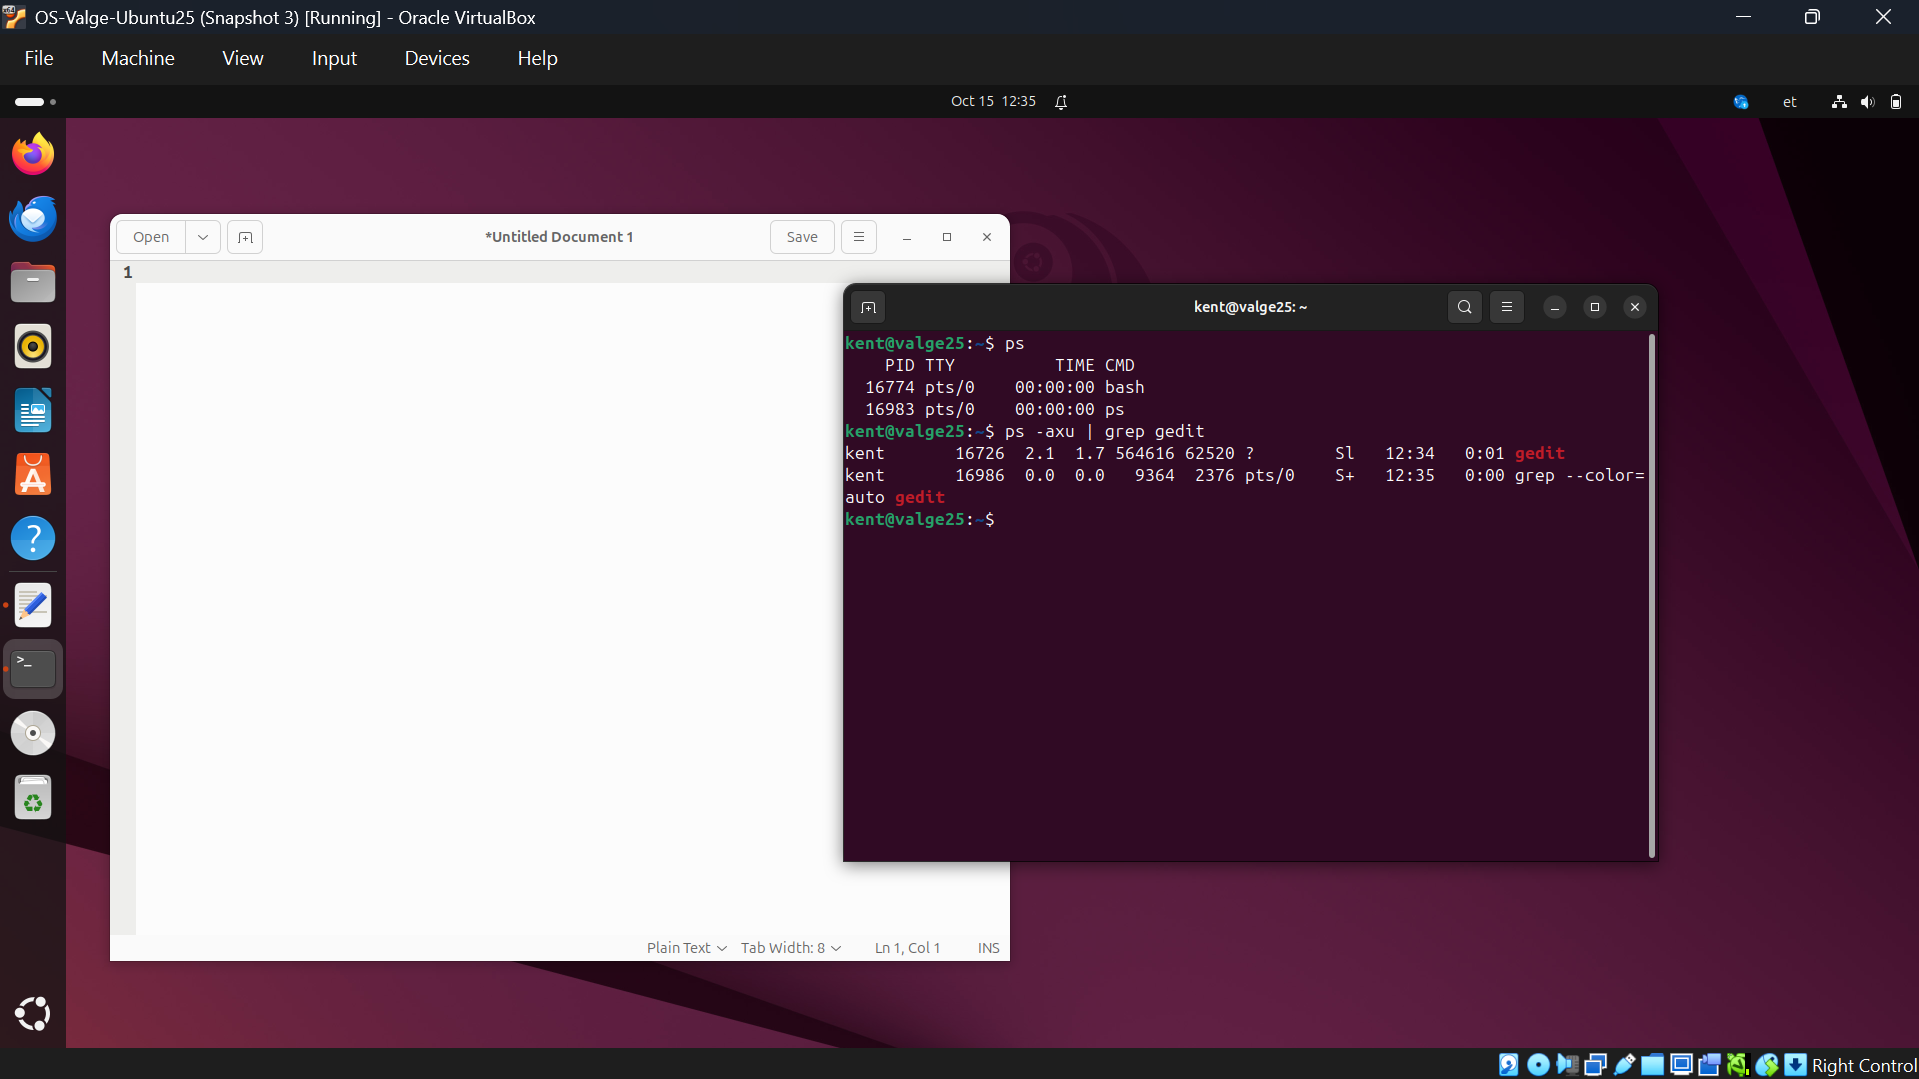 OS-Valge-Ubuntu25 (Snapshot 3) [Running] - Oracle VirtualBox
File Machine View Input Devices Help
Oct 15 12:35 et
Open *Untitled Document 1 Save
1
kent@valge25: ~
kent@valge25:~$ ps
    PID TTY          TIME CMD
  16774 pts/0    00:00:00 bash
  16983 pts/0    00:00:00 ps
kent@valge25:~$ ps -axu | grep gedit
kent       16726  2.1  1.7 564616 62520 ?        Sl   12:34   0:01 gedit
kent       16986  0.0  0.0   9364  2376 pts/0    S+   12:35   0:00 grep --color=
auto gedit
kent@valge25:~$
Plain Text Tab Width: 8 Ln 1, Col 1 INS
Right Control